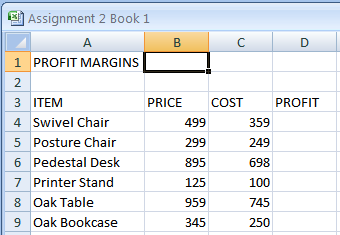 Assignment 2 Book 1
A B C D
1 PROFIT MARGINS
2
3 ITEM PRICE COST PROFIT
4 Swivel Chair 499 359
5 Posture Chair 299 249
6 Pedestal Desk 895 698
7 Printer Stand 125 100
8 Oak Table 959 745
9 Oak Bookcase 345 250